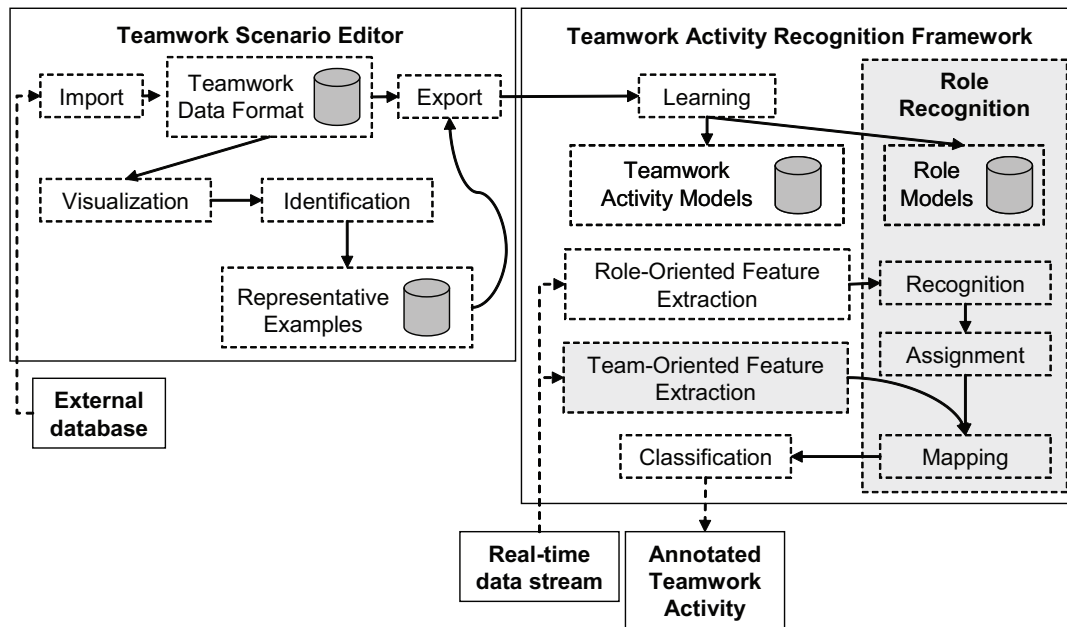 Teamwork Scenario Editor
Import
Teamwork
Data Format
Export
Visualization
Identification
Representative
Examples
External
database
Teamwork Activity Recognition Framework
Learning
Role
Recognition
Teamwork
Activity Models
Role
Models
Role-Oriented Feature
Extraction
Recognition
Team-Oriented Feature
Extraction
Assignment
Classification
Mapping
Real-time
data stream
Annotated
Teamwork
Activity